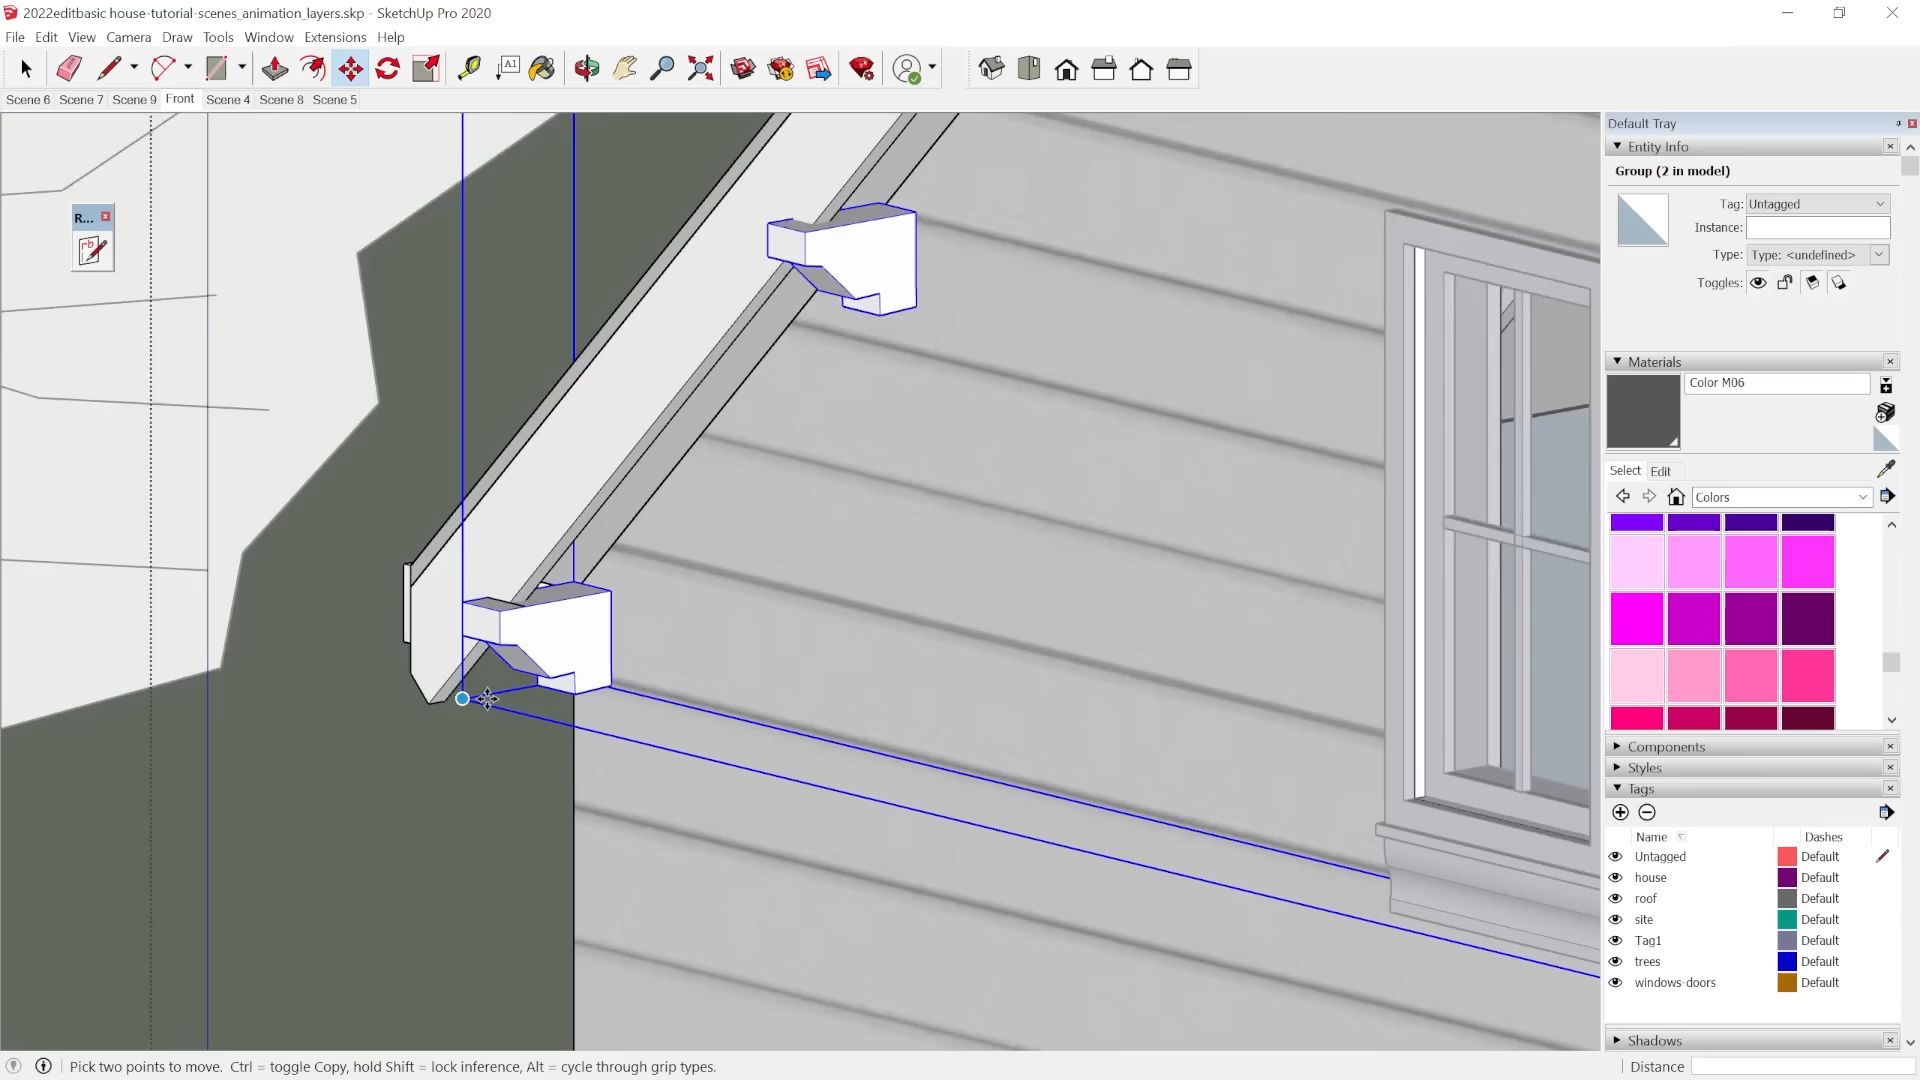 2022editbasic house-tutorial-scenes_animation_layers.skp - SketchUp Pro 2020
File Edit View Camera Draw Tools Window Extensions Help
A1
Scene 6 Scene 7 Scene 9 Front Scene 4 Scene 8 Scene 5
R...
rb
Default Tray
Entity Info
Group (2 in model)
Tag: Untagged
Instance:
Type: Type: <undefined>
Toggles:
Materials
Color M06
Select Edit
Colors
Components
Styles
Tags
Name Dashes
Untagged Default
house Default
roof Default
site Default
Tag1 Default
trees Default
windows-doors Default
Shadows
Pick two points to move. Ctrl = toggle Copy, hold Shift = lock inference, Alt = cycle through grip types.
Distance